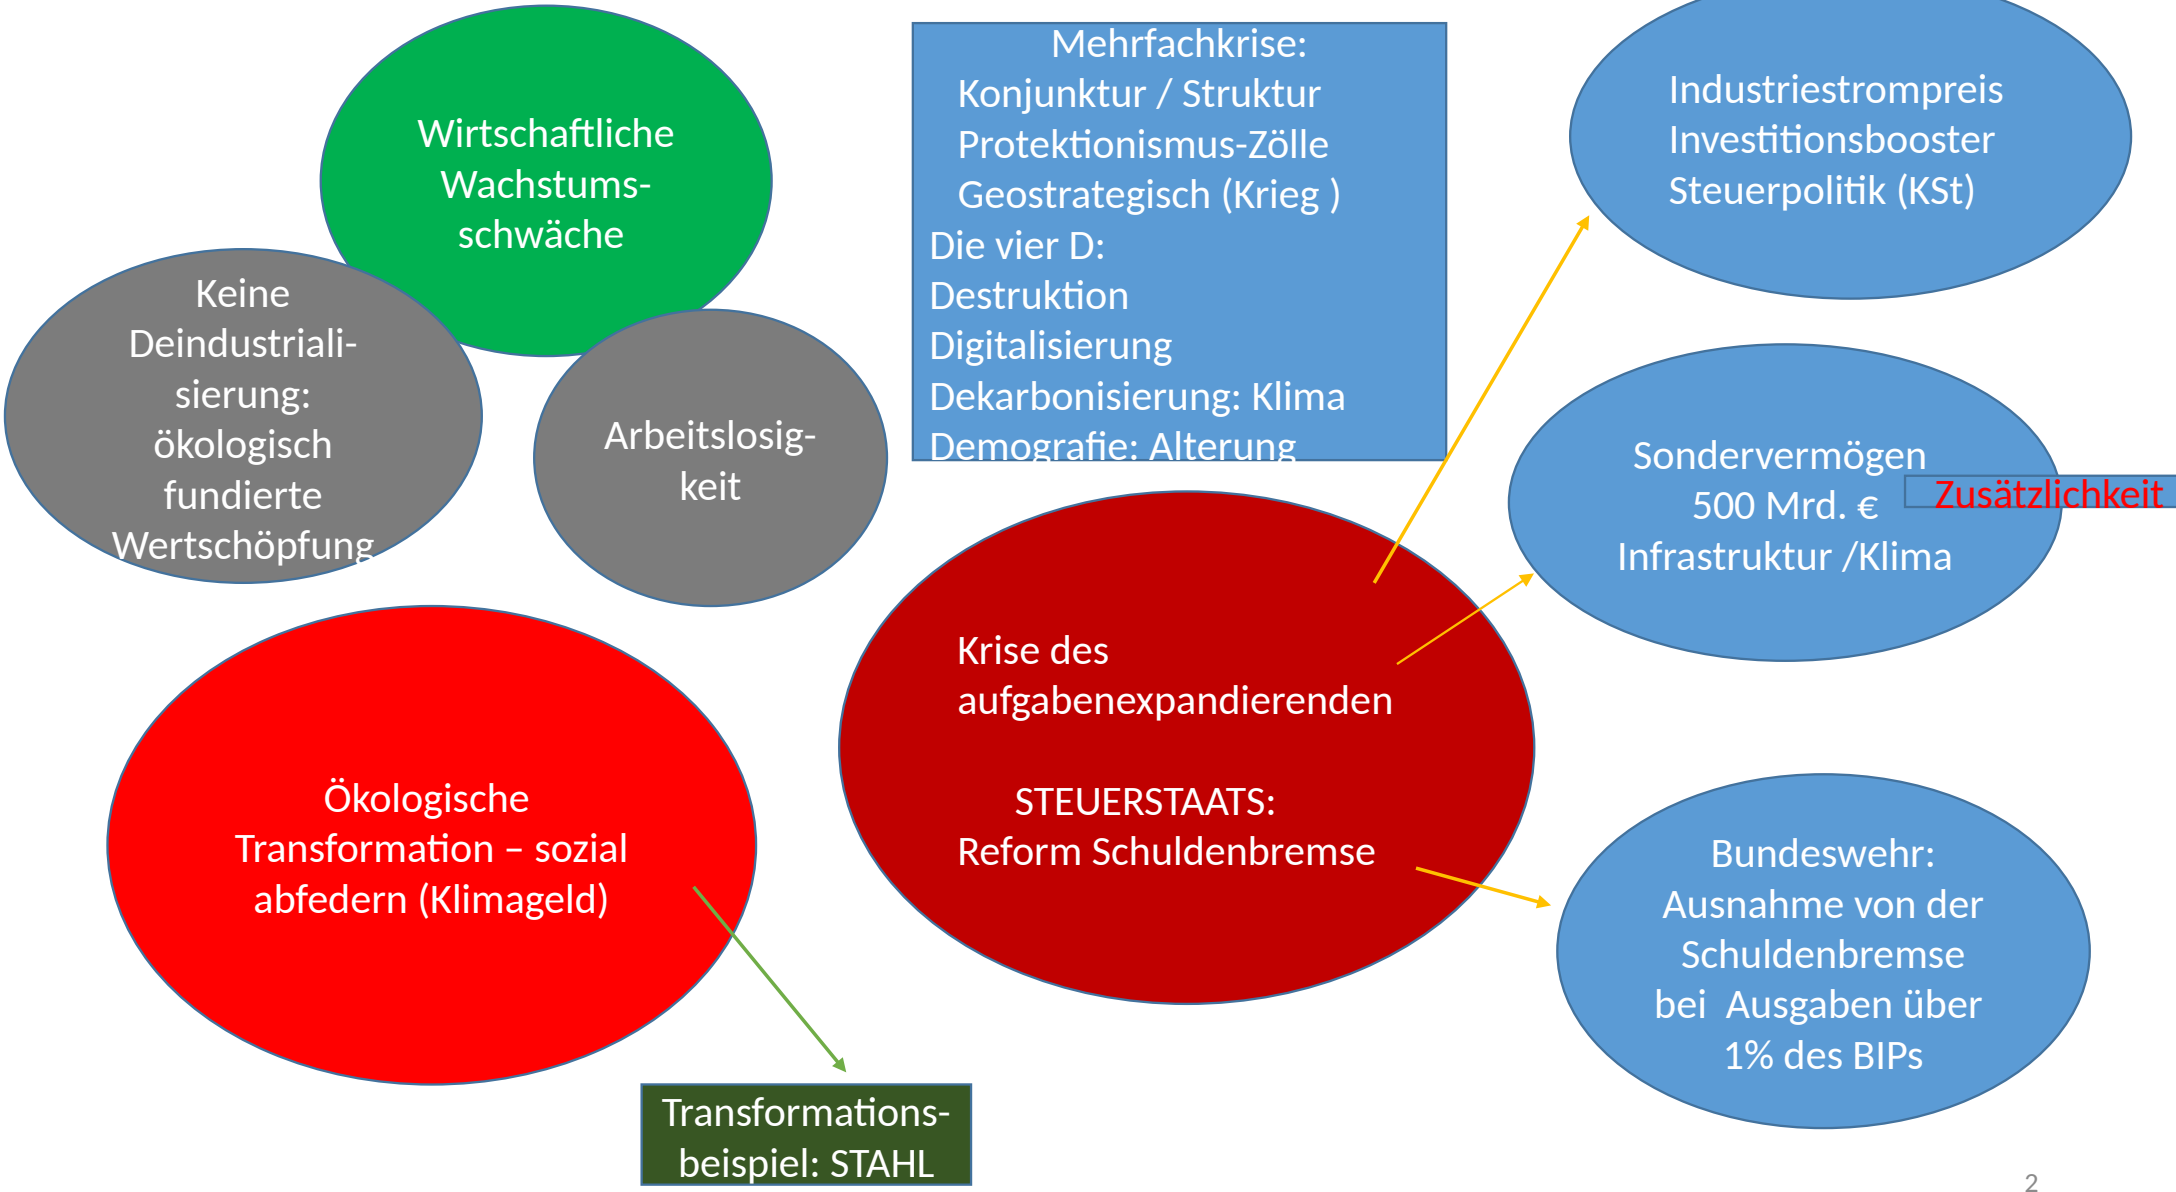 Wirtschaftliche
Wachstums-
schwäche
Keine
Deindustriali-
sierung:
ökologisch
fundierte
Wertschöpfung
Arbeitslosig-
keit
Mehrfachkrise:
Konjunktur / Struktur
Protektionismus-Zölle
Geostrategisch (Krieg )
Die vier D:
Destruktion
Digitalisierung
Dekarbonisierung: Klima
Demografie: Alterung
Industriestrompreis
Investitionsbooster
Steuerpolitik (KSt)
Sondervermögen
500 Mrd. €
Infrastruktur /Klima
Zusätzlichkeit
Krise des
aufgabenexpandierenden
STEUERSTAATS:
Reform Schuldenbremse
Ökologische
Transformation – sozial
abfedern (Klimageld)
Bundeswehr:
Ausnahme von der
Schuldenbremse
bei  Ausgaben über
1% des BIPs
Transformations-
beispiel: STAHL
2